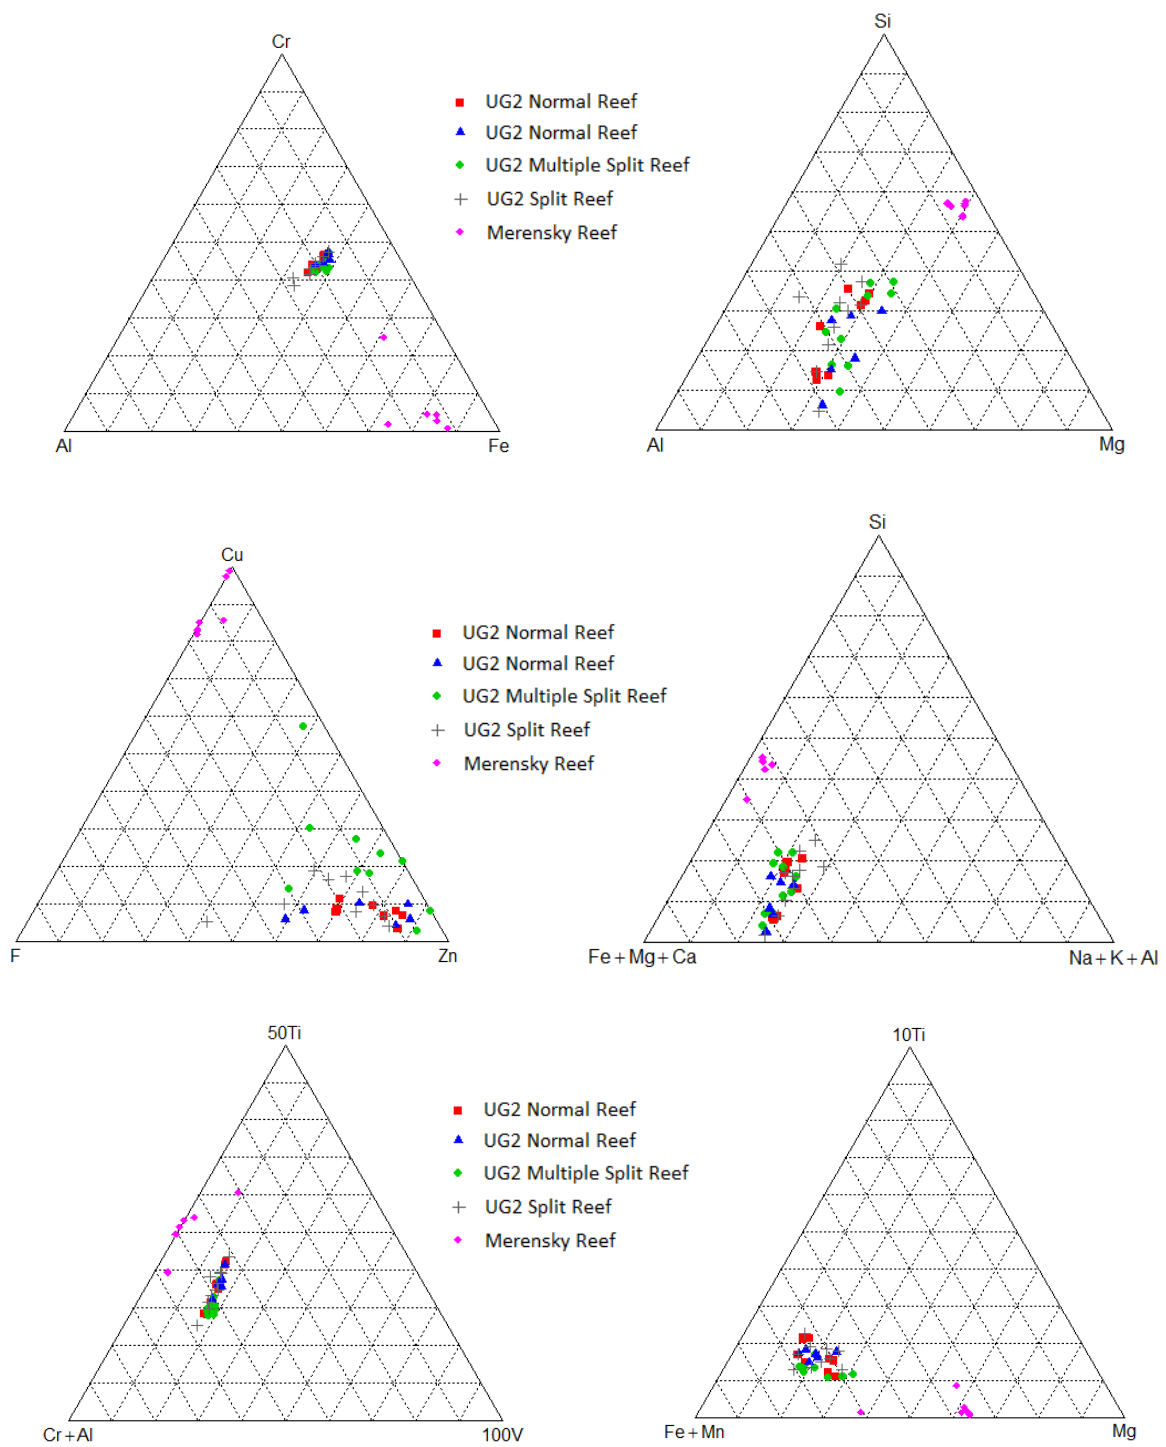 Cr
Si
UG2 Normal Reef
UG2 Normal Reef
UG2 Multiple Split Reef
UG2 Split Reef
Merensky Reef
Al
Fe
Al
Mg
Cu
Si
UG2 Normal Reef
UG2 Normal Reef
UG2 Multiple Split Reef
UG2 Split Reef
Merensky Reef
F
Zn
Fe+Mg+Ca
Na+K+Al
50Ti
10Ti
UG2 Normal Reef
UG2 Normal Reef
UG2 Multiple Split Reef
UG2 Split Reef
Merensky Reef
Cr+Al
100V
Fe+Mn
Mg